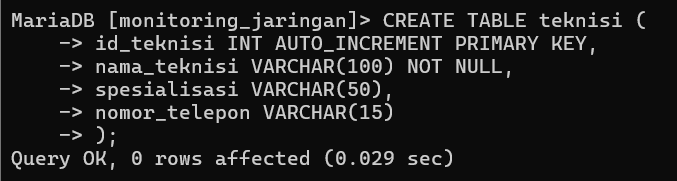 MariaDB [monitoring_jaringan]> CREATE TABLE teknisi (
    -> id_teknisi INT AUTO_INCREMENT PRIMARY KEY,
    -> nama_teknisi VARCHAR(100) NOT NULL,
    -> spesialisasi VARCHAR(50),
    -> nomor_telepon VARCHAR(15)
    -> );
Query OK, 0 rows affected (0.029 sec)